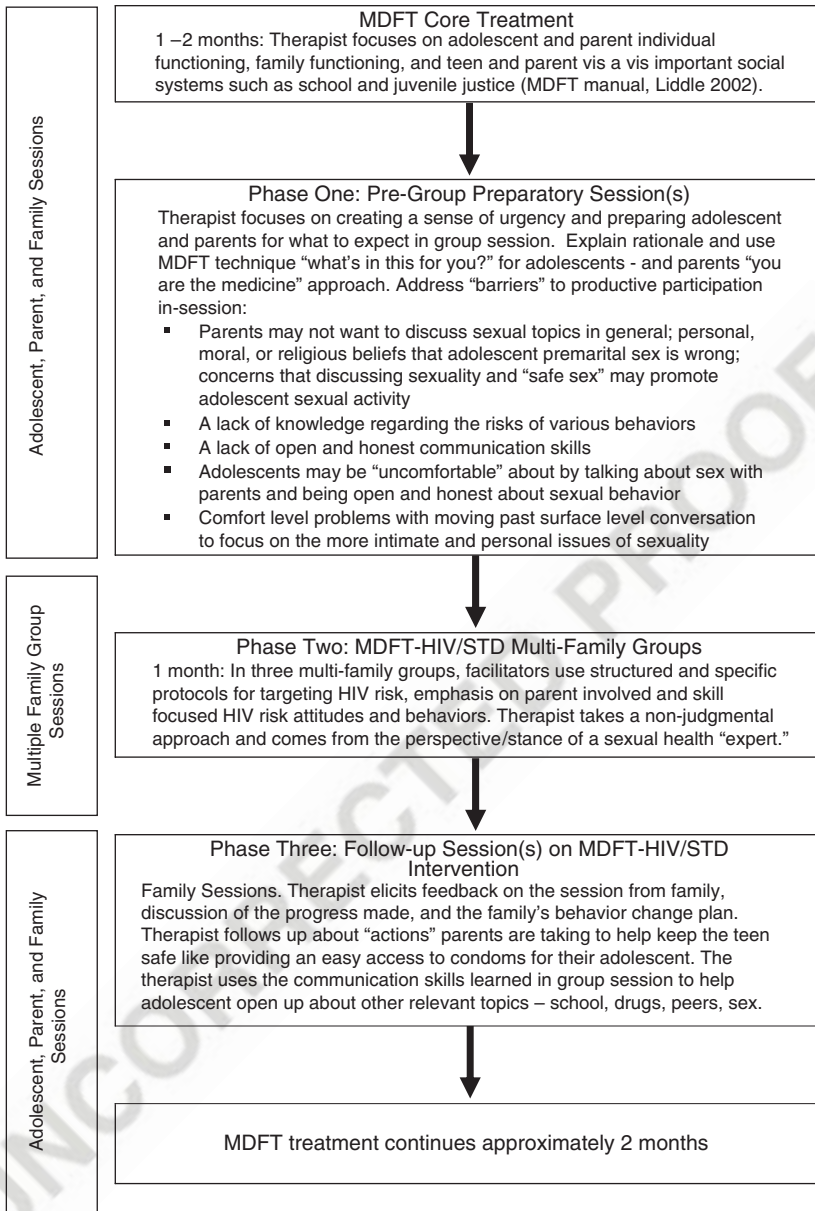 Adolescent, Parent, and Family Sessions
MDFT Core Treatment
1 –2 months: Therapist focuses on adolescent and parent individual
functioning, family functioning, and teen and parent vis a vis important social
systems such as school and juvenile justice (MDFT manual, Liddle 2002).
Phase One: Pre-Group Preparatory Session(s)
Therapist focuses on creating a sense of urgency and preparing adolescent
and parents for what to expect in group session.  Explain rationale and use
MDFT technique “what’s in this for you?” for adolescents - and parents “you
are the medicine” approach. Address “barriers” to productive participation
in-session:
▪ Parents may not want to discuss sexual topics in general; personal,
moral, or religious beliefs that adolescent premarital sex is wrong;
concerns that discussing sexuality and “safe sex” may promote
adolescent sexual activity
▪ A lack of knowledge regarding the risks of various behaviors
▪ A lack of open and honest communication skills
▪ Adolescents may be “uncomfortable” about by talking about sex with
parents and being open and honest about sexual behavior
▪ Comfort level problems with moving past surface level conversation
to focus on the more intimate and personal issues of sexuality
Multiple Family Group
Sessions
Phase Two: MDFT-HIV/STD Multi-Family Groups
1 month: In three multi-family groups, facilitators use structured and specific
protocols for targeting HIV risk, emphasis on parent involved and skill
focused HIV risk attitudes and behaviors. Therapist takes a non-judgmental
approach and comes from the perspective/stance of a sexual health “expert.”
Adolescent, Parent, and Family
Sessions
Phase Three: Follow-up Session(s) on MDFT-HIV/STD
Intervention
Family Sessions. Therapist elicits feedback on the session from family,
discussion of the progress made, and the family’s behavior change plan.
Therapist follows up about “actions” parents are taking to help keep the teen
safe like providing an easy access to condoms for their adolescent. The
therapist uses the communication skills learned in group session to help
adolescent open up about other relevant topics – school, drugs, peers, sex.
MDFT treatment continues approximately 2 months
UNCORRECTED PROOF